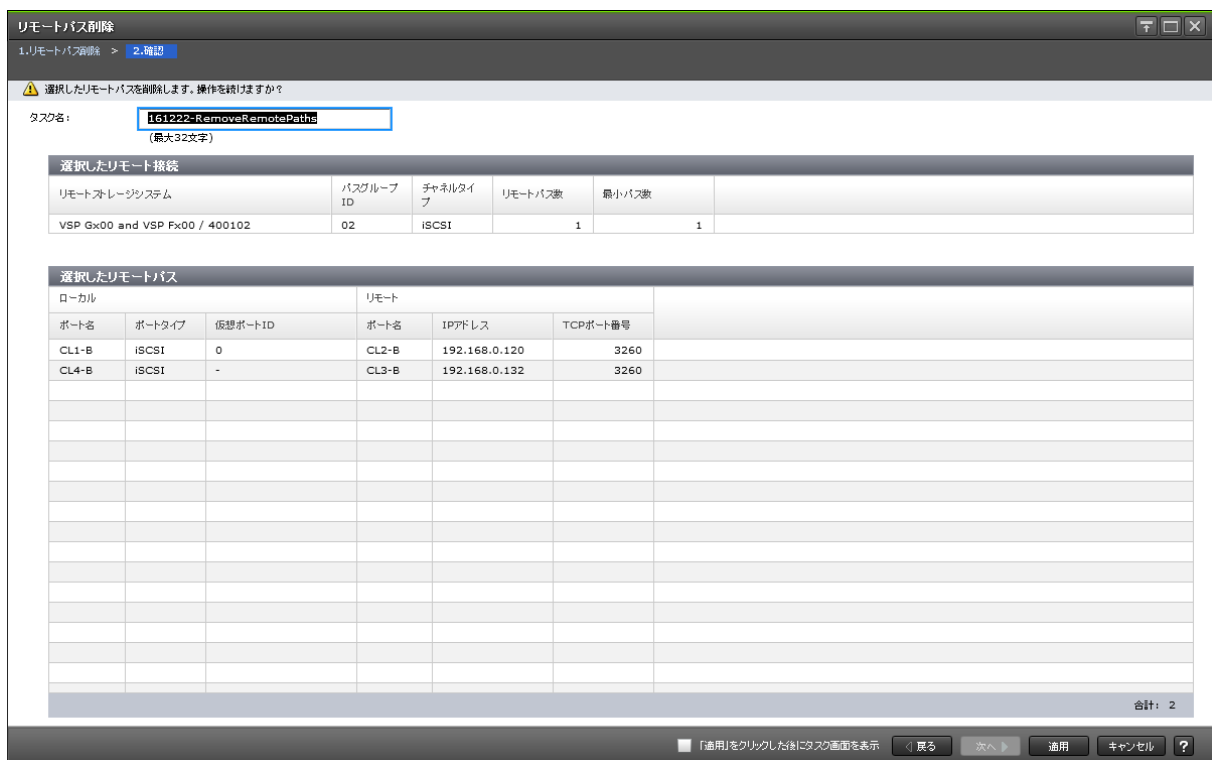 リモートパス削除
1.リモートパス削除 > 2.確認
選択したリモートパスを削除します。操作を続けますか?
タスク名: 161222-RemoveRemotePaths
(最大32文字)
選択したリモート接続
リモートストレージシステム パスグループID チャネルタイプ リモートパス数 最小パス数
VSP Gx00 and VSP Fx00 / 400102 02 iSCSI 1 1
選択したリモートパス
ローカル リモート
ポート名 ポートタイプ 仮想ポートID ポート名 IPアドレス TCPポート番号
CL1-B iSCSI 0 CL2-B 192.168.0.120 3260
CL4-B iSCSI - CL3-B 192.168.0.132 3260
合計: 2
「適用」をクリックした後にタスク画面を表示 戻る 次へ 適用 キャンセル ?